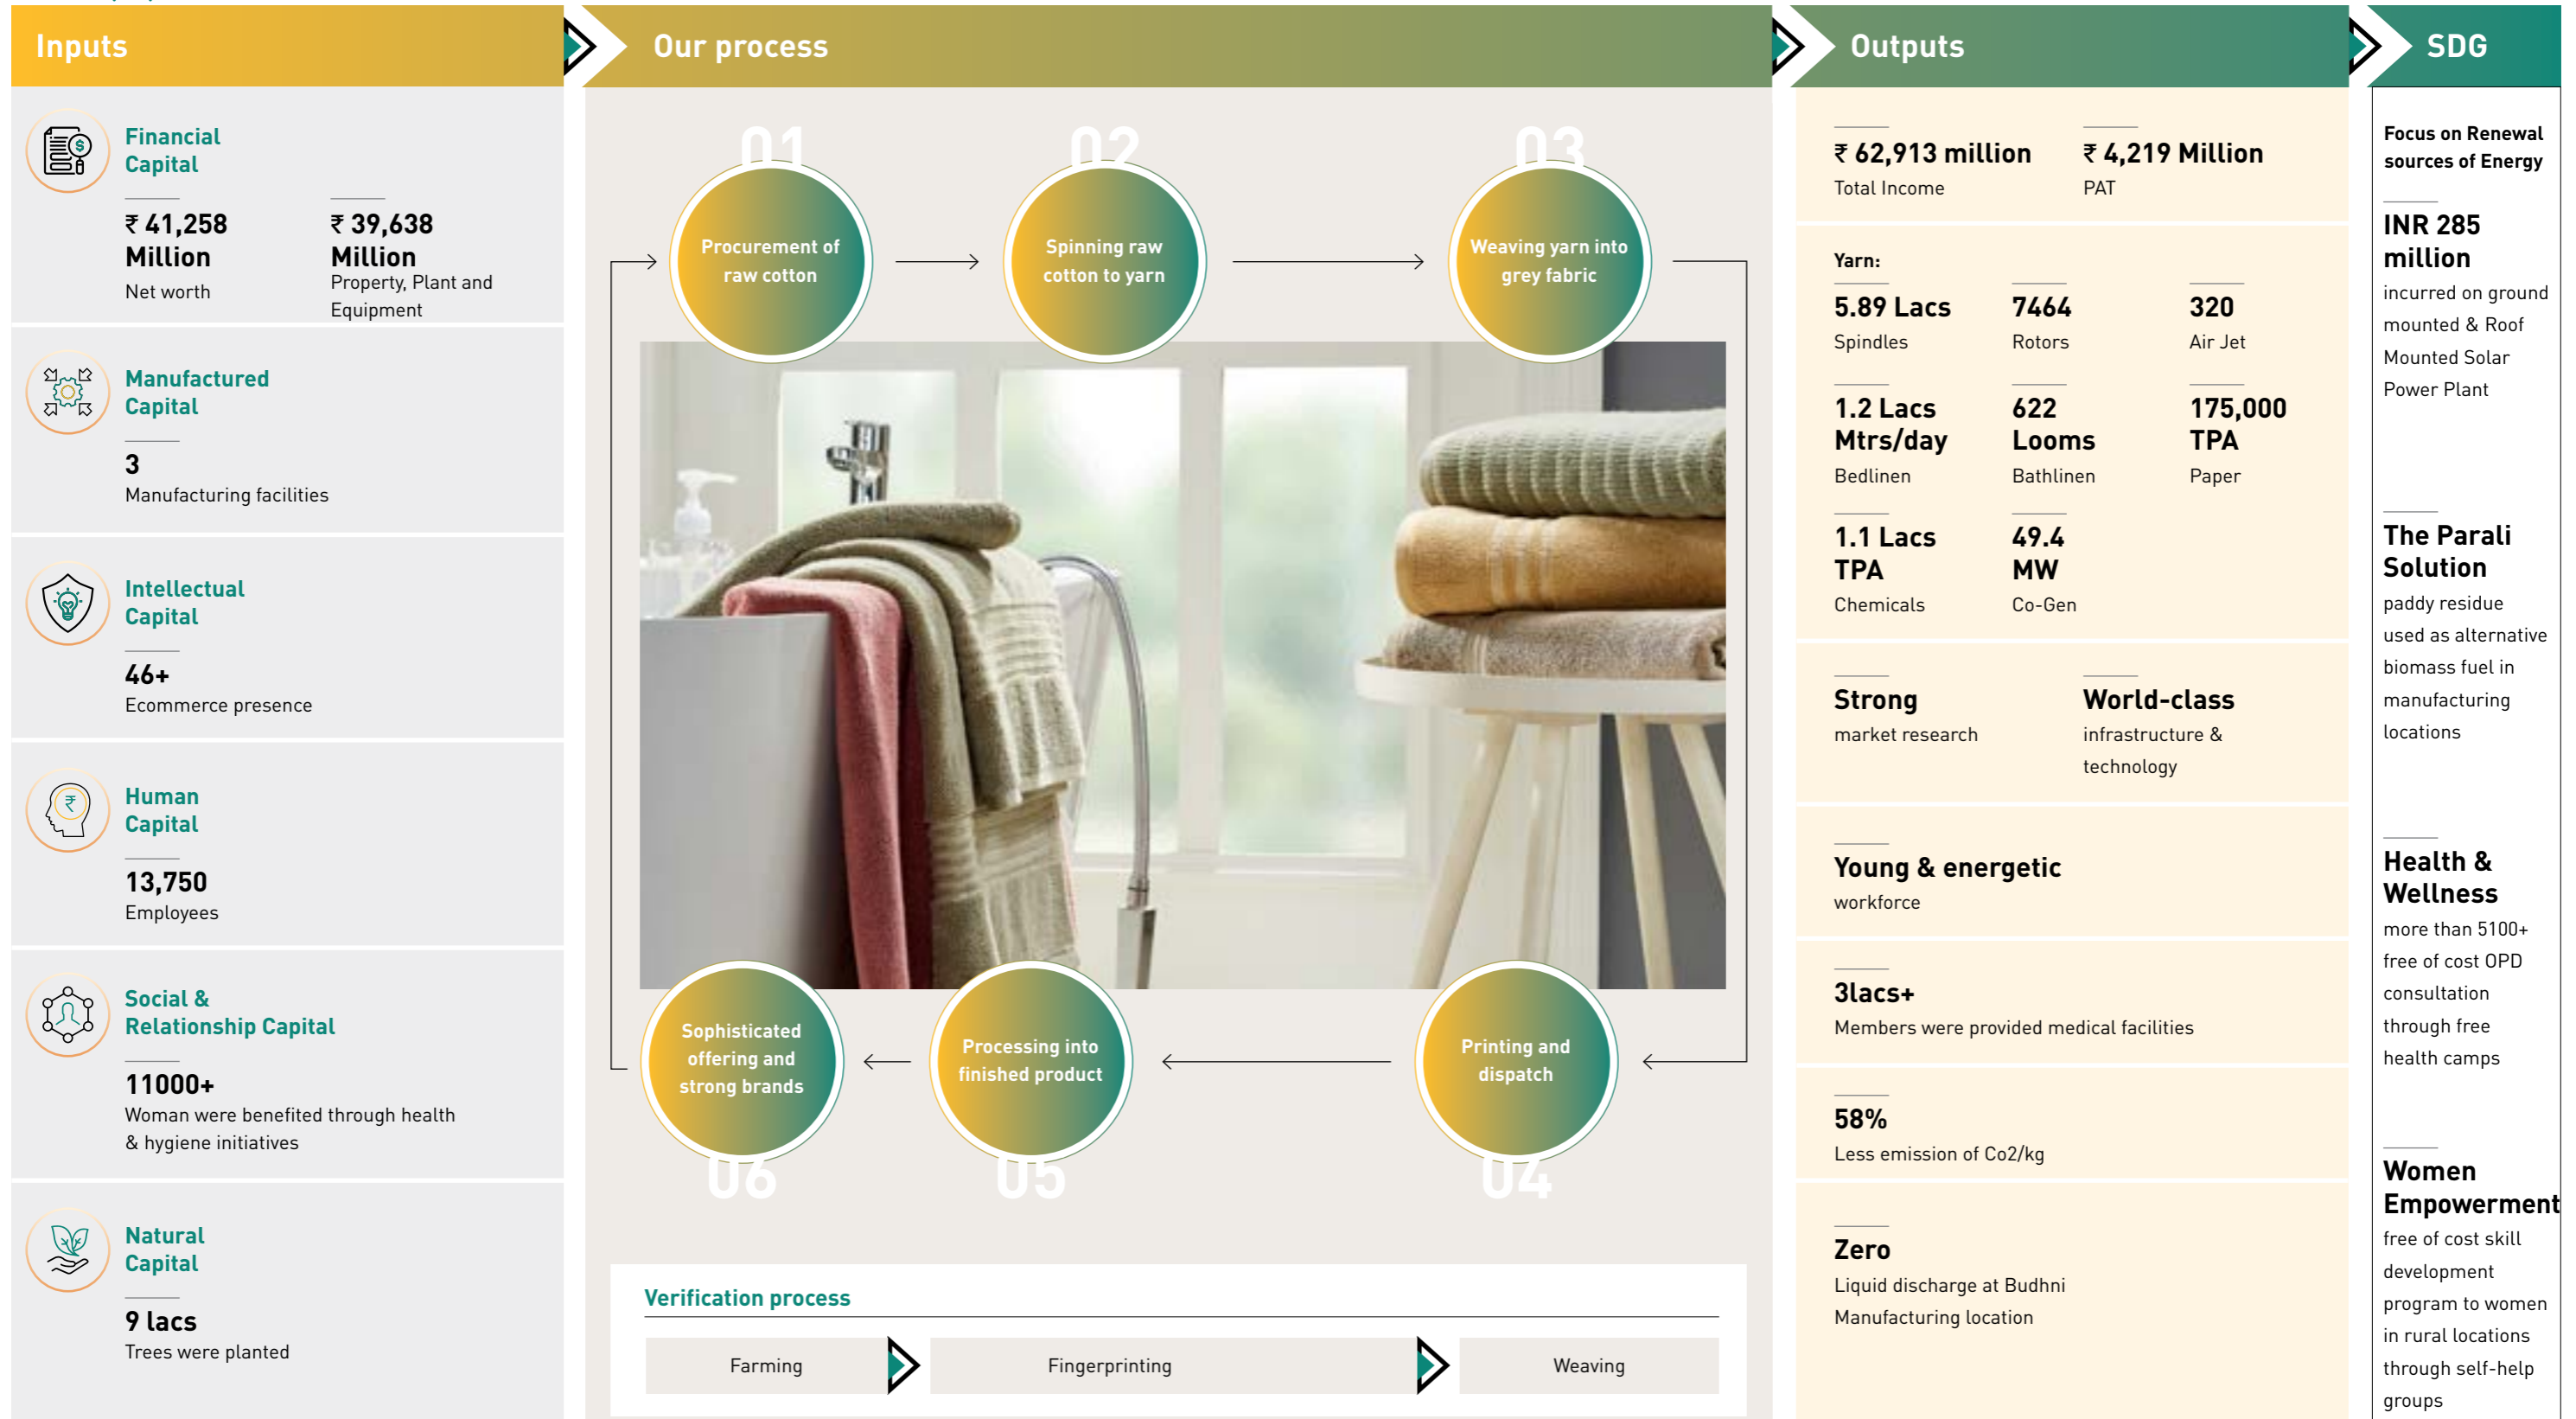 Inputs
Financial
Capital
₹ 41,258
Million
Net worth
₹ 39,638
Million
Property, Plant and
Equipment
Manufactured
Capital
3
Manufacturing facilities
Intellectual
Capital
46+
Ecommerce presence
Human
Capital
13,750
Employees
Social &
Relationship Capital
11000+
Woman were benefited through health
& hygiene initiatives
Natural
Capital
9 lacs
Trees were planted
Our process
01
Procurement of
raw cotton
02
Spinning raw
cotton to yarn
03
Weaving yarn into
grey fabric
Printing and
dispatch
04
Processing into
finished product
05
Sophisticated
offering and
strong brands
06
Verification process
Farming
Fingerprinting
Weaving
Outputs
₹ 62,913 million
Total Income
₹ 4,219 Million
PAT
Yarn:
5.89 Lacs
Spindles
7464
Rotors
320
Air Jet
1.2 Lacs
Mtrs/day
Bedlinen
622
Looms
Bathlinen
175,000
TPA
Paper
1.1 Lacs
TPA
Chemicals
49.4
MW
Co-Gen
Strong
market research
World-class
infrastructure &
technology
Young & energetic
workforce
3lacs+
Members were provided medical facilities
58%
Less emission of Co2/kg
Zero
Liquid discharge at Budhni
Manufacturing location
SDG
Focus on Renewal
sources of Energy
INR 285
million
incurred on ground
mounted & Roof
Mounted Solar
Power Plant
The Parali
Solution
paddy residue
used as alternative
biomass fuel in
manufacturing
locations
Health &
Wellness
more than 5100+
free of cost OPD
consultation
through free
health camps
Women
Empowerment
free of cost skill
development
program to women
in rural locations
through self-help
groups